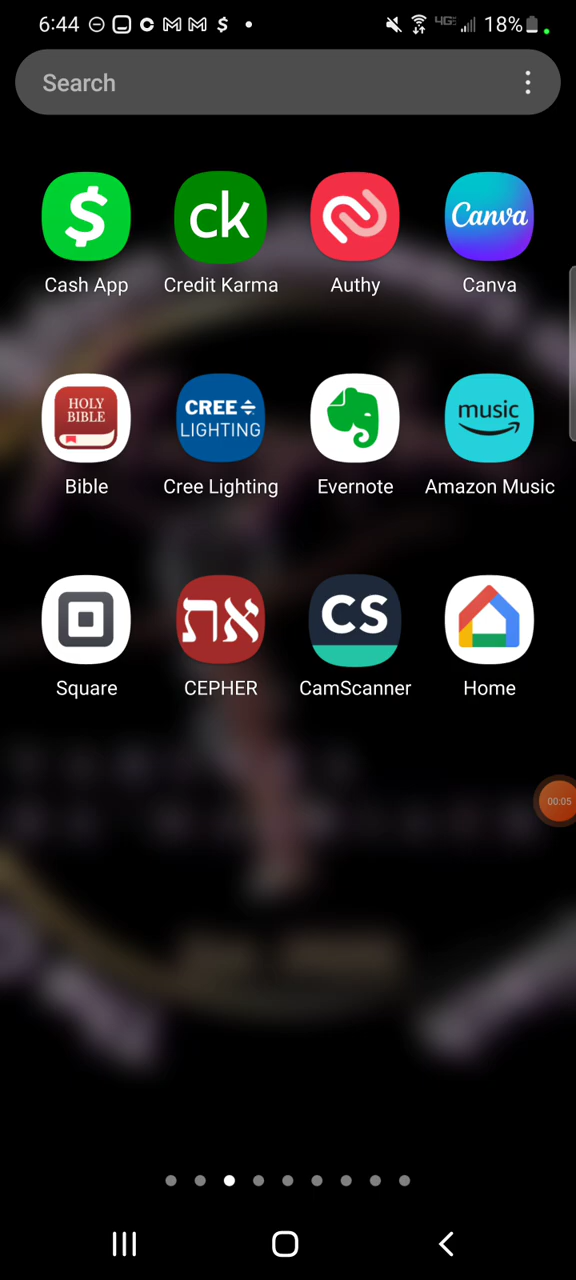 6:44 18%
Search
$ ck Canva
Cash App Credit Karma Authy Canva
HOLY BIBLE CREE LIGHTING music
Bible Cree Lighting Evernote Amazon Music
את CS
Square CEPHER CamScanner Home
00:05